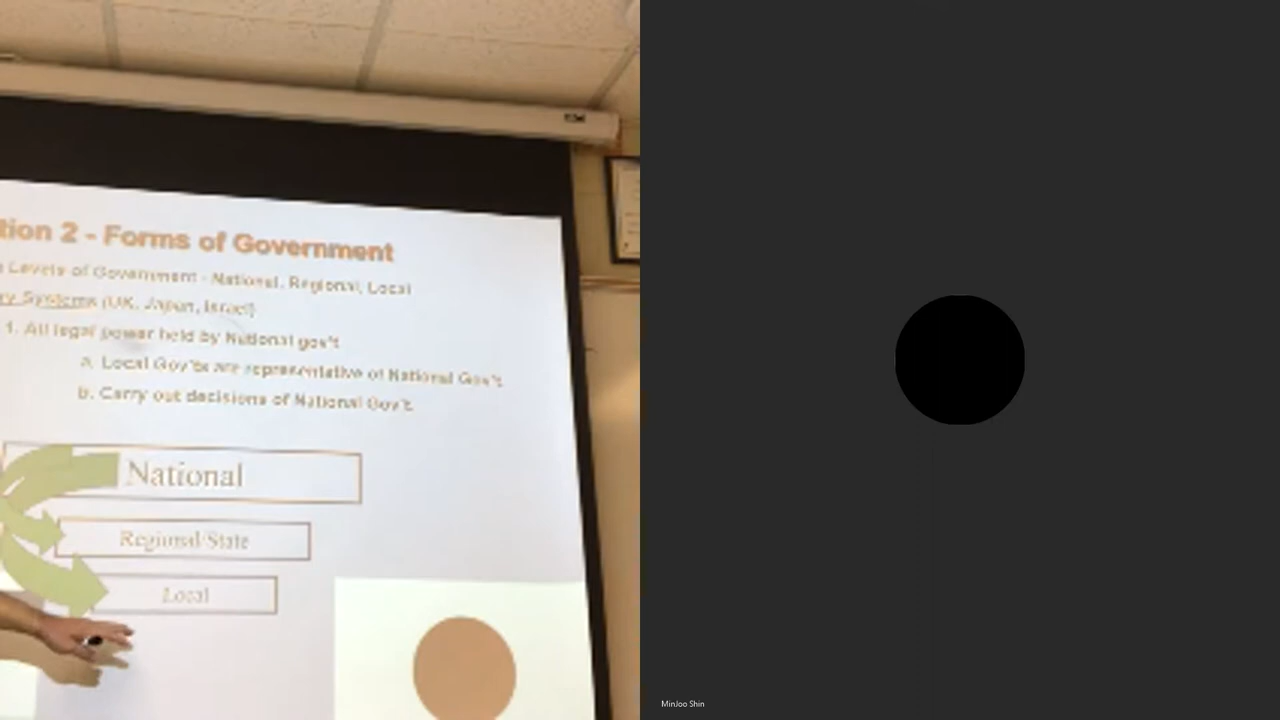 tion 2 - Forms of Government
Levels of Government - National, Regional, Local
ry Systems (UK, Japan, Israel)
1. All legal power held by National gov't
a. Local Gov'ts are representative of National Gov't.
b. Carry out decisions of National Gov't.
National
Regional/State
Local
MinJoo Shin